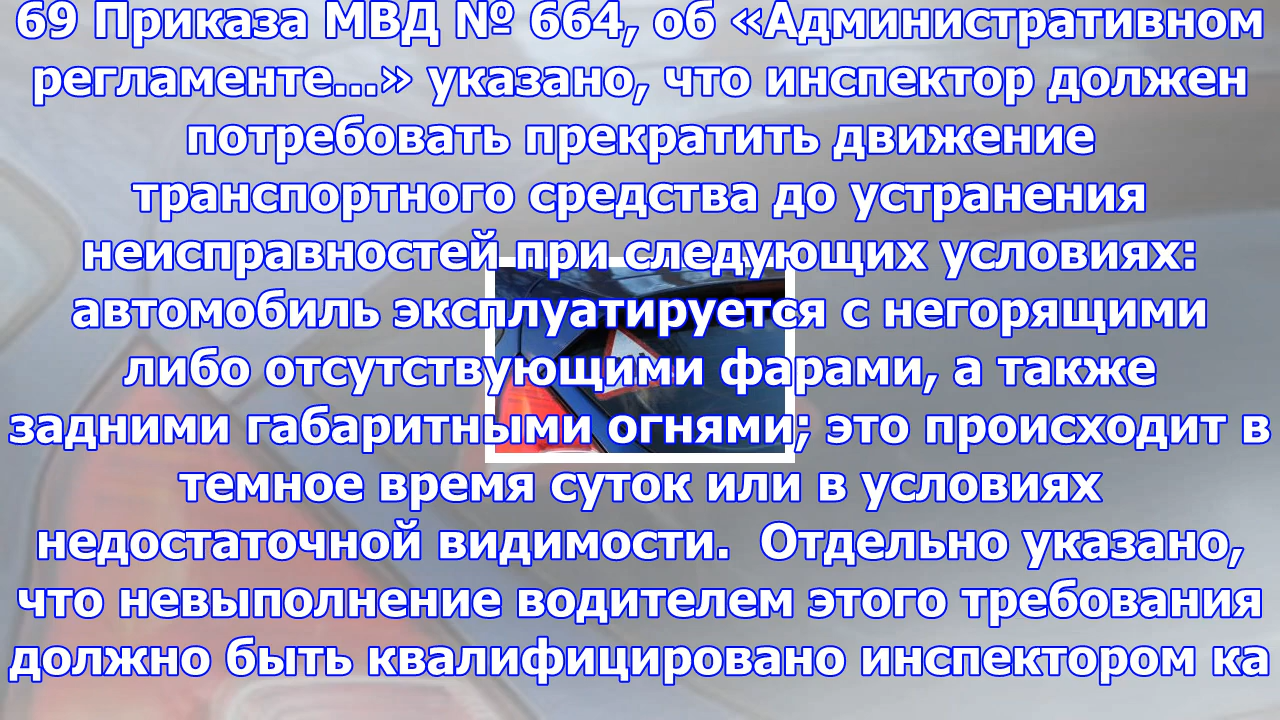 69 Приказа МВД № 664, об «Административном
регламенте...» указано, что инспектор должен
потребовать прекратить движение
транспортного средства до устранения
неисправностей при следующих условиях:
автомобиль эксплуатируется с негорящими
либо отсутствующими фарами, а также
задними габаритными огнями; это происходит в
темное время суток или в условиях
недостаточной видимости.  Отдельно указано,
что невыполнение водителем этого требования
должно быть квалифицировано инспектором ка